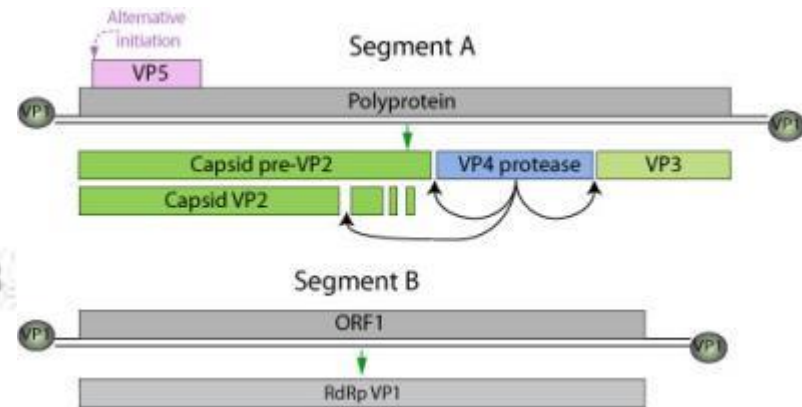 Alternative
initiation
Segment A
VP5
Polyprotein
VP1
VP1
Capsid pre-VP2
VP4 protease
VP3
Capsid VP2
Segment B
ORF1
VP1
VP1
RdRp VP1